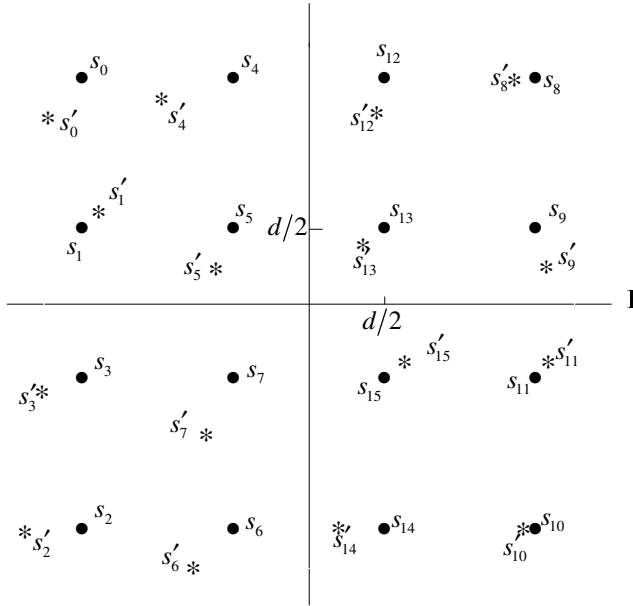 s₀ s₄ s₁₂ s₈′ s₈
s₀′ s₄′ s₁₂′
s₁′ s₅ s₁₃ s₉
s₁ d/2
s₅′ s₁₃′ s₉′
I
d/2
s₃ s₇ s₁₅′ s₁₁′
s₃′ s₁₅ s₁₁
s₇′
s₂ s₆ s₁₄ s₁₀
s₂′ s₆′ s₁₄′ s₁₀′